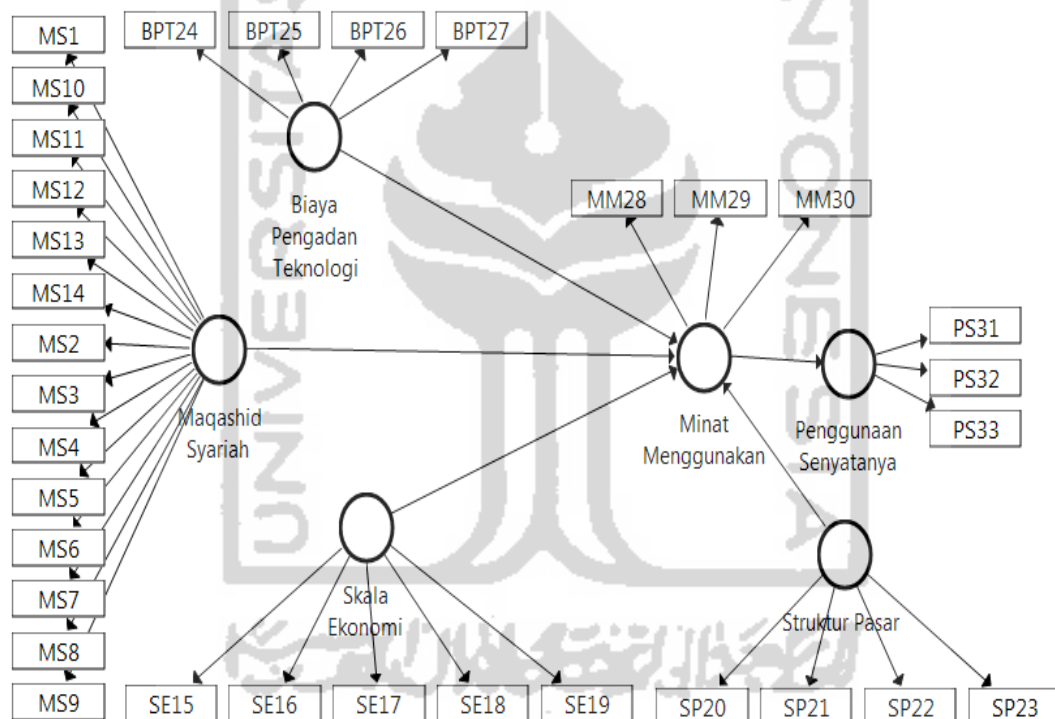 MS1
BPT24
BPT25
BPT26
BPT27
MS10
MS11
MS12
MS13
MS14
MS2
MS3
MS4
MS5
MS6
MS7
MS8
MS9
Biaya
Pengadan
Teknologi
MM28
MM29
MM30
Maqashid
Syariah
Minat
Menggunakan
Penggunaan
Senyatanya
PS31
PS32
PS33
Skala
Ekonomi
Struktur Pasar
SE15
SE16
SE17
SE18
SE19
SP20
SP21
SP22
SP23
UNIVERSITAS
NDONESIA